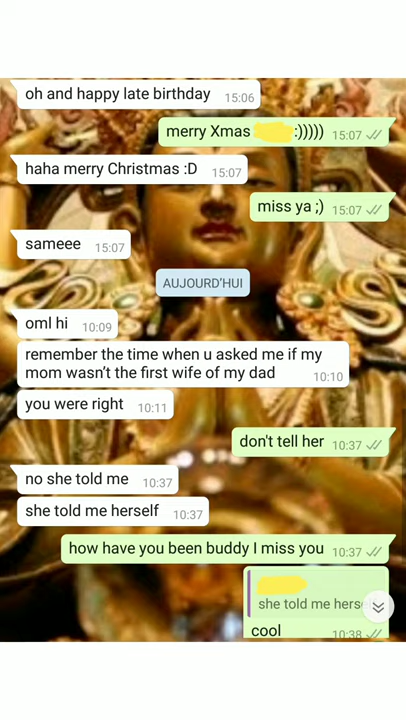 oh and happy late birthday 15:06
merry Xmas :))))) 15:07
haha merry Christmas :D 15:07
miss ya ;) 15:07
sameee 15:07
AUJOURD'HUI
oml hi 10:09
remember the time when u asked me if my
mom wasn't the first wife of my dad 10:10
you were right 10:11
don't tell her 10:37
no she told me 10:37
she told me herself 10:37
how have you been buddy I miss you 10:37
she told me herse
cool 10:38